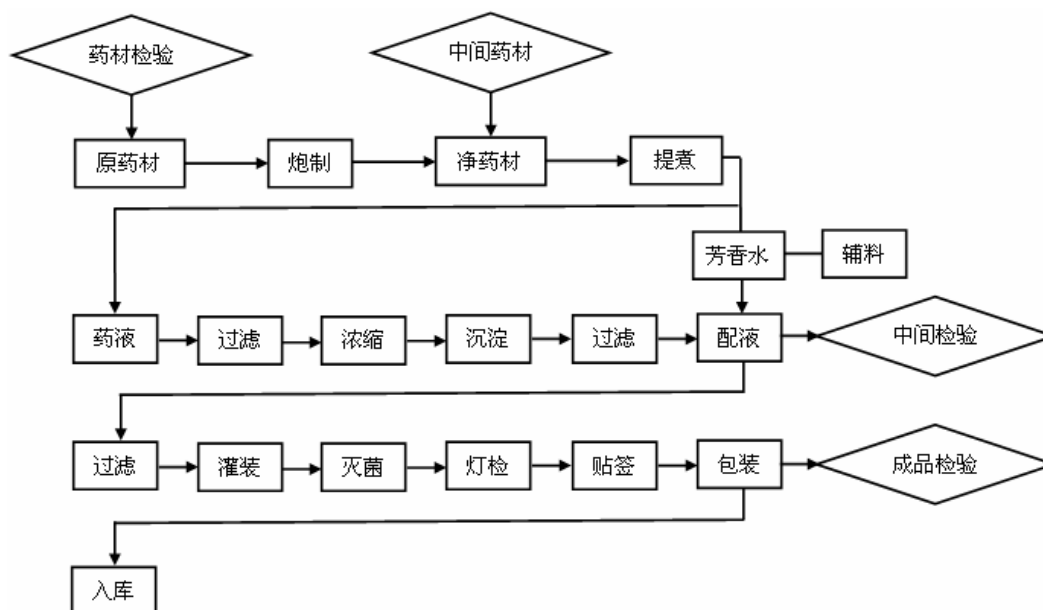 药材检验
中间药材
原药材
炮制
净药材
提煮
芳香水
辅料
药液
过滤
浓缩
沉淀
过滤
配液
中间检验
过滤
灌装
灭菌
灯检
贴签
包装
成品检验
入库